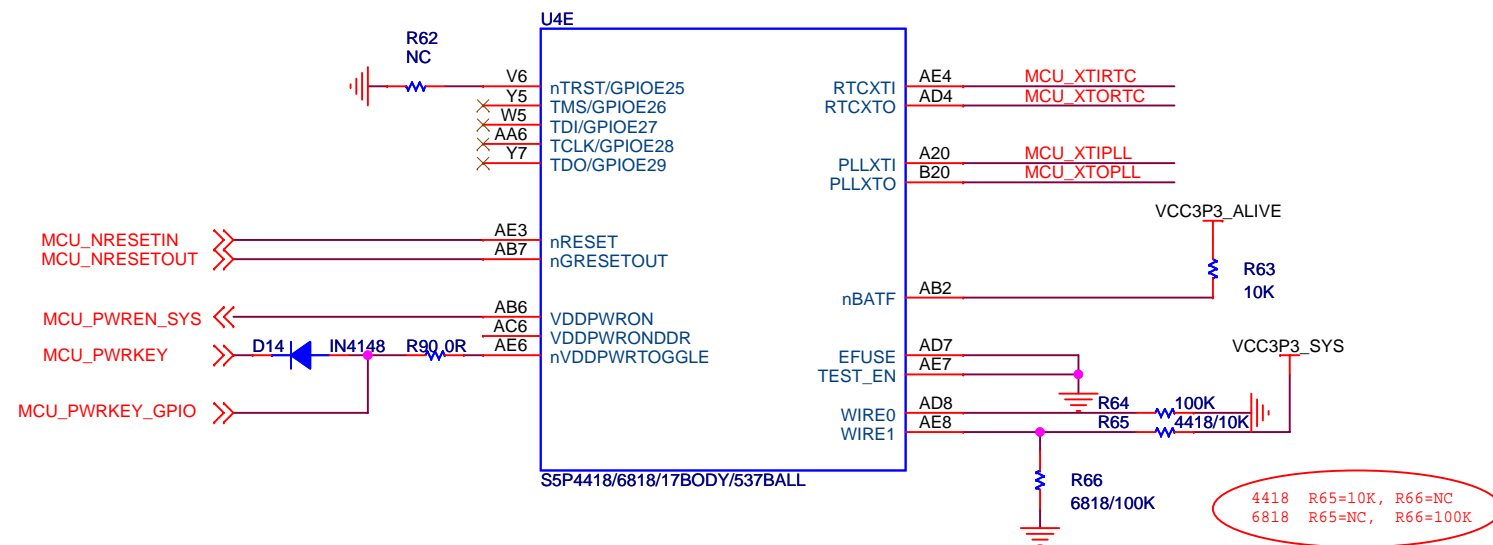 U4E
R62
NC
V6
nTRST/GPIOE25
Y5
TMS/GPIOE26
W5
TDI/GPIOE27
AA6
TCLK/GPIOE28
Y7
TDO/GPIOE29
RTCXTI
AE4
MCU_XTIRTC
RTCXTO
AD4
MCU_XTORTC
PLLXTI
A20
MCU_XTIPLL
PLLXTO
B20
MCU_XTOPLL
VCC3P3_ALIVE
R63
10K
MCU_NRESETIN
AE3
nRESET
MCU_NRESETOUT
AB7
nGRESETOUT
nBATF
AB2
MCU_PWREN_SYS
AB6
VDDPWRON
AC6
VDDPWRONDDR
MCU_PWRKEY
D14
IN4148
R90 0R
AE6
nVDDPWRTOGGLE
MCU_PWRKEY_GPIO
EFUSE
AD7
TEST_EN
AE7
VCC3P3_SYS
WIRE0
AD8
R64
100K
WIRE1
AE8
R65
4418/10K
R66
6818/100K
S5P4418/6818/17BODY/537BALL
4418 R65=10K, R66=NC
6818 R65=NC, R66=100K